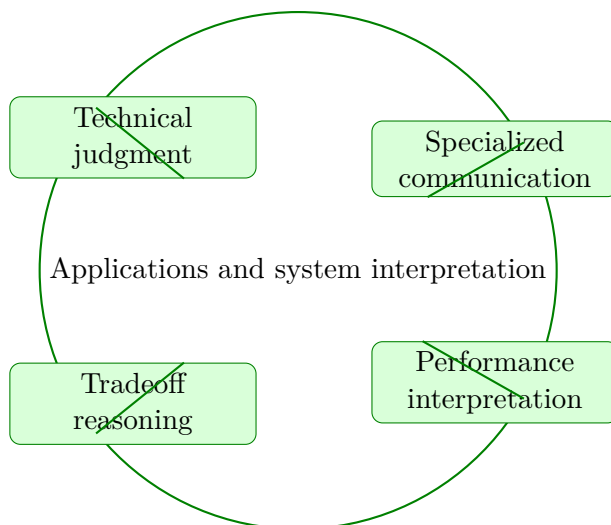 Technical
judgment
Specialized
communication
Applications and system interpretation
Tradeoff
reasoning
Performance
interpretation